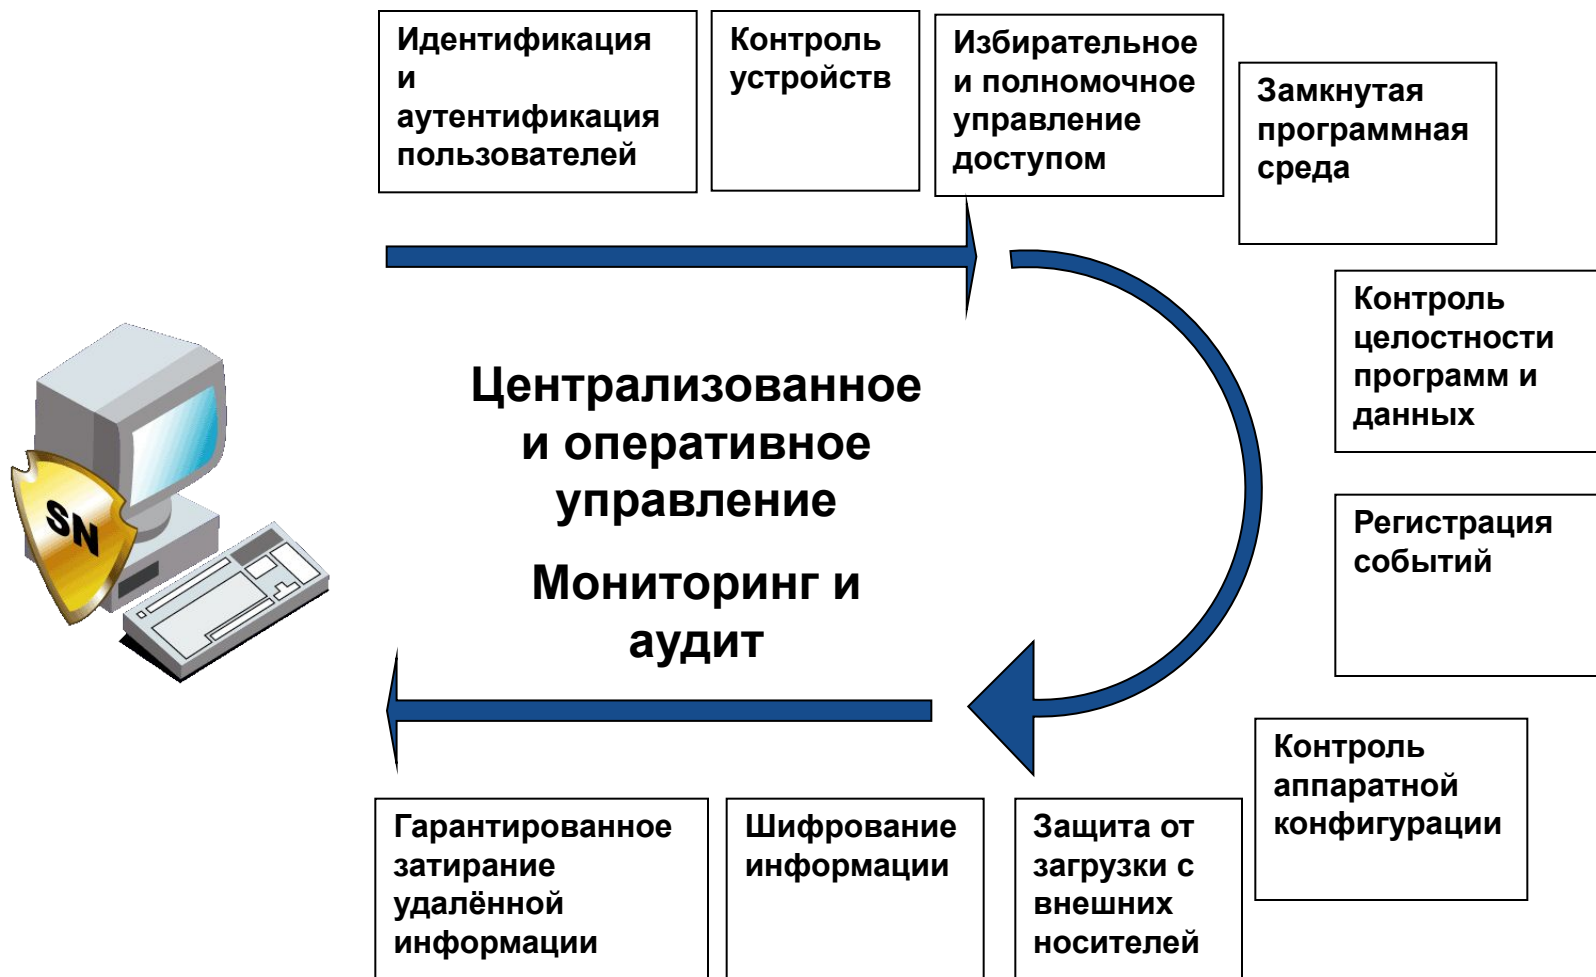 Идентификация
и
аутентификация
пользователей
Контроль
устройств
Избирательное
и полномочное
управление
доступом
Замкнутая
программная
среда
Контроль
целостности
программ и
данных
Регистрация
событий
Контроль
аппаратной
конфигурации
Защита от
загрузки с
внешних
носителей
Шифрование
информации
Гарантированное
затирание
удалённой
информации
Централизованное
и оперативное
управление
Мониторинг и
аудит
SN